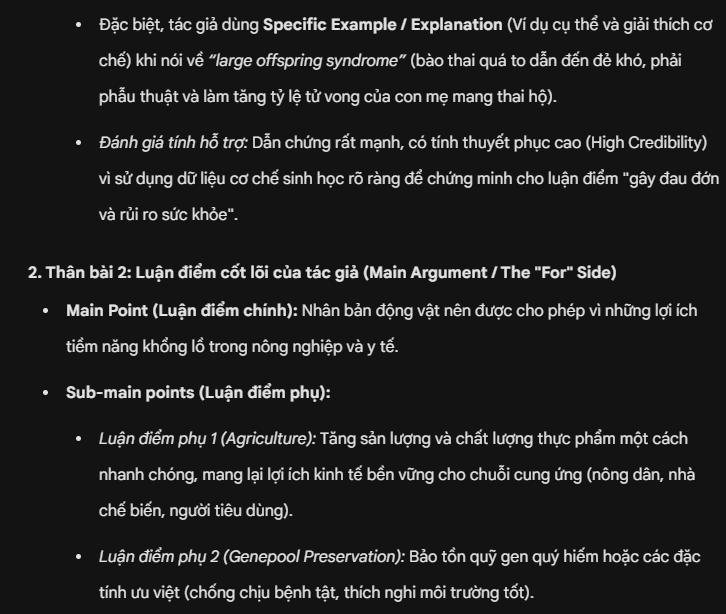 • Đặc biệt, tác giả dùng Specific Example / Explanation (Ví dụ cụ thể và giải thích cơ
chế) khi nói về "large offspring syndrome" (bào thai quá to dẫn đến đẻ khó, phải
phẫu thuật và làm tăng tỷ lệ tử vong của con mẹ mang thai hộ).
• Đánh giá tính hỗ trợ: Dẫn chứng rất mạnh, có tính thuyết phục cao (High Credibility)
vì sử dụng dữ liệu cơ chế sinh học rõ ràng để chứng minh cho luận điểm "gây đau đớn
và rủi ro sức khỏe".
2. Thân bài 2: Luận điểm cốt lõi của tác giả (Main Argument / The "For" Side)
• Main Point (Luận điểm chính): Nhân bản động vật nên được cho phép vì những lợi ích
tiềm năng khổng lồ trong nông nghiệp và y tế.
• Sub-main points (Luận điểm phụ):
• Luận điểm phụ 1 (Agriculture): Tăng sản lượng và chất lượng thực phẩm một cách
nhanh chóng, mang lại lợi ích kinh tế bền vững cho chuỗi cung ứng (nông dân, nhà
chế biến, người tiêu dùng).
• Luận điểm phụ 2 (Genepool Preservation): Bảo tồn quỹ gen quý hiếm hoặc các đặc
tính ưu việt (chống chịu bệnh tật, thích nghi môi trường tốt).